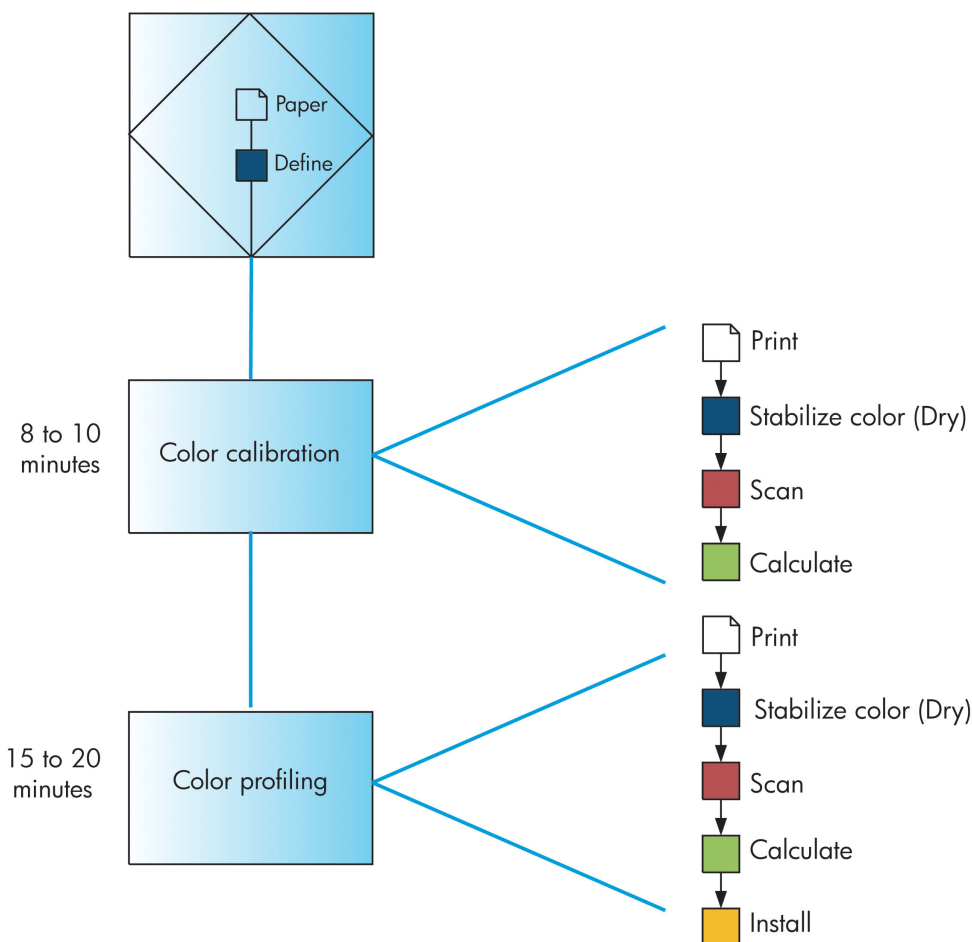 Paper
Define
8 to 10
minutes
Color calibration
Print
Stabilize color (Dry)
Scan
Calculate
15 to 20
minutes
Color profiling
Print
Stabilize color (Dry)
Scan
Calculate
Install